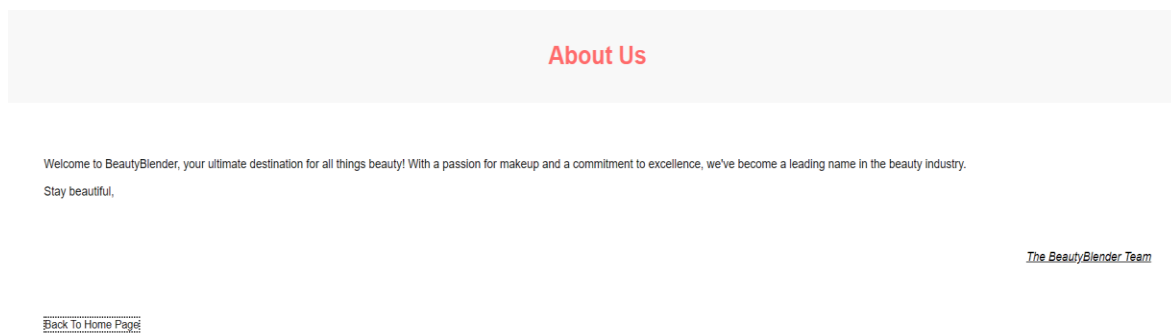 About Us
Welcome to BeautyBlender, your ultimate destination for all things beauty! With a passion for makeup and a commitment to excellence, we've become a leading name in the beauty industry.
Stay beautiful,
The BeautyBlender Team
Back To Home Page